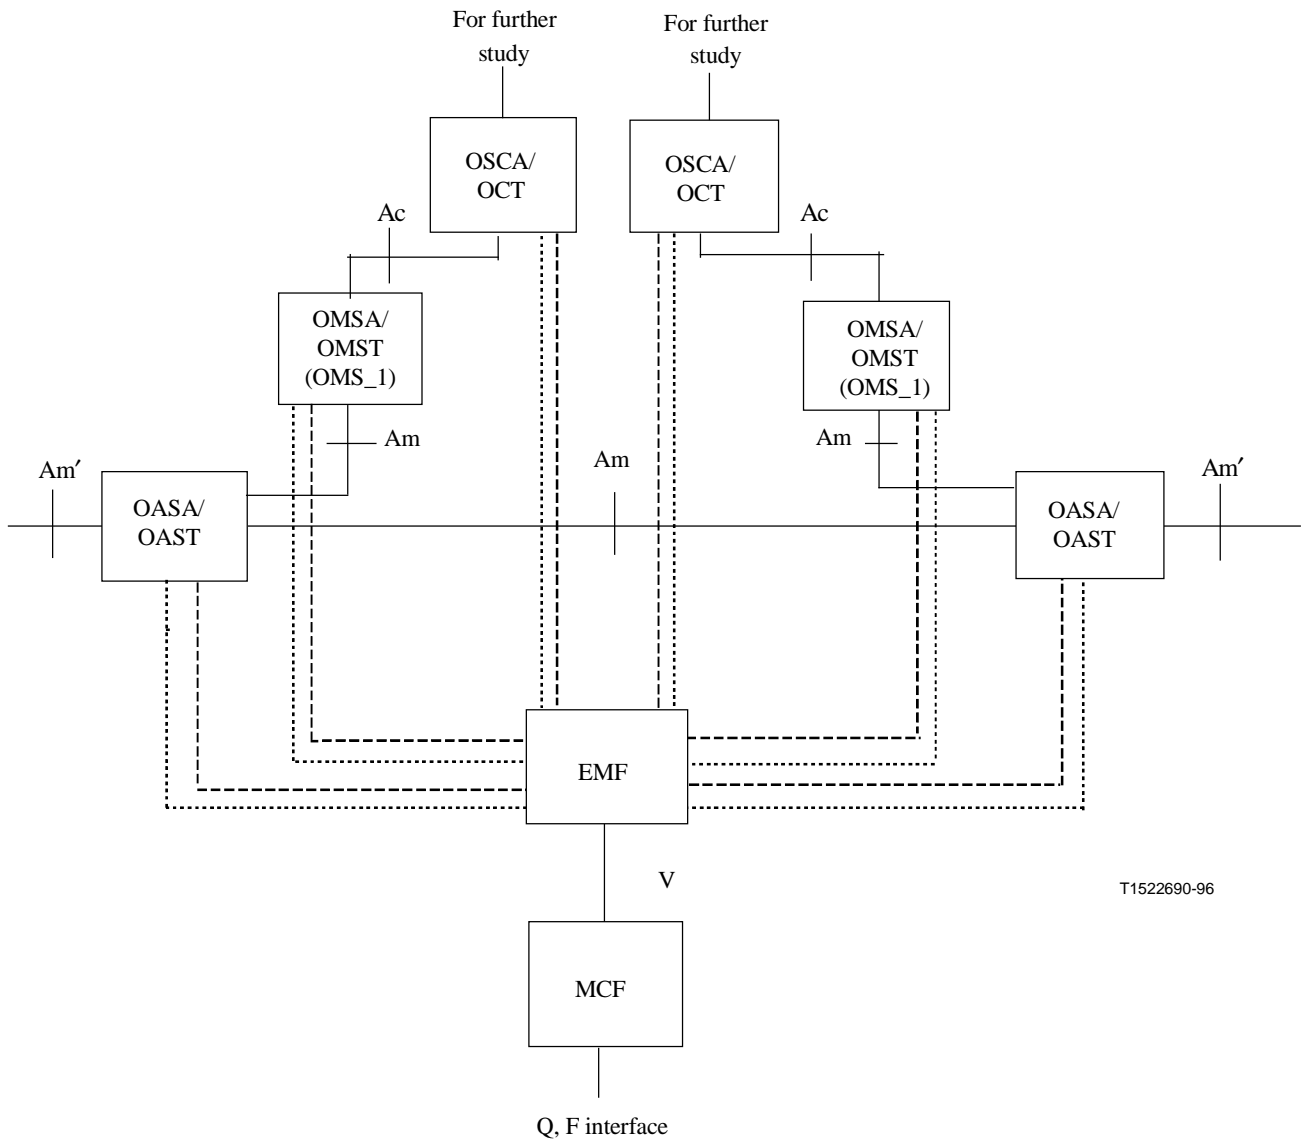 For further
study
For further
study
OSCA/
OCT
OSCA/
OCT
Ac
Ac
OMSA/
OMST
(OMS_1)
OMSA/
OMST
(OMS_1)
Am
Am
Am
Am′
Am′
OASA/
OAST
OASA/
OAST
EMF
V
T1522690-96
MCF
Q, F interface